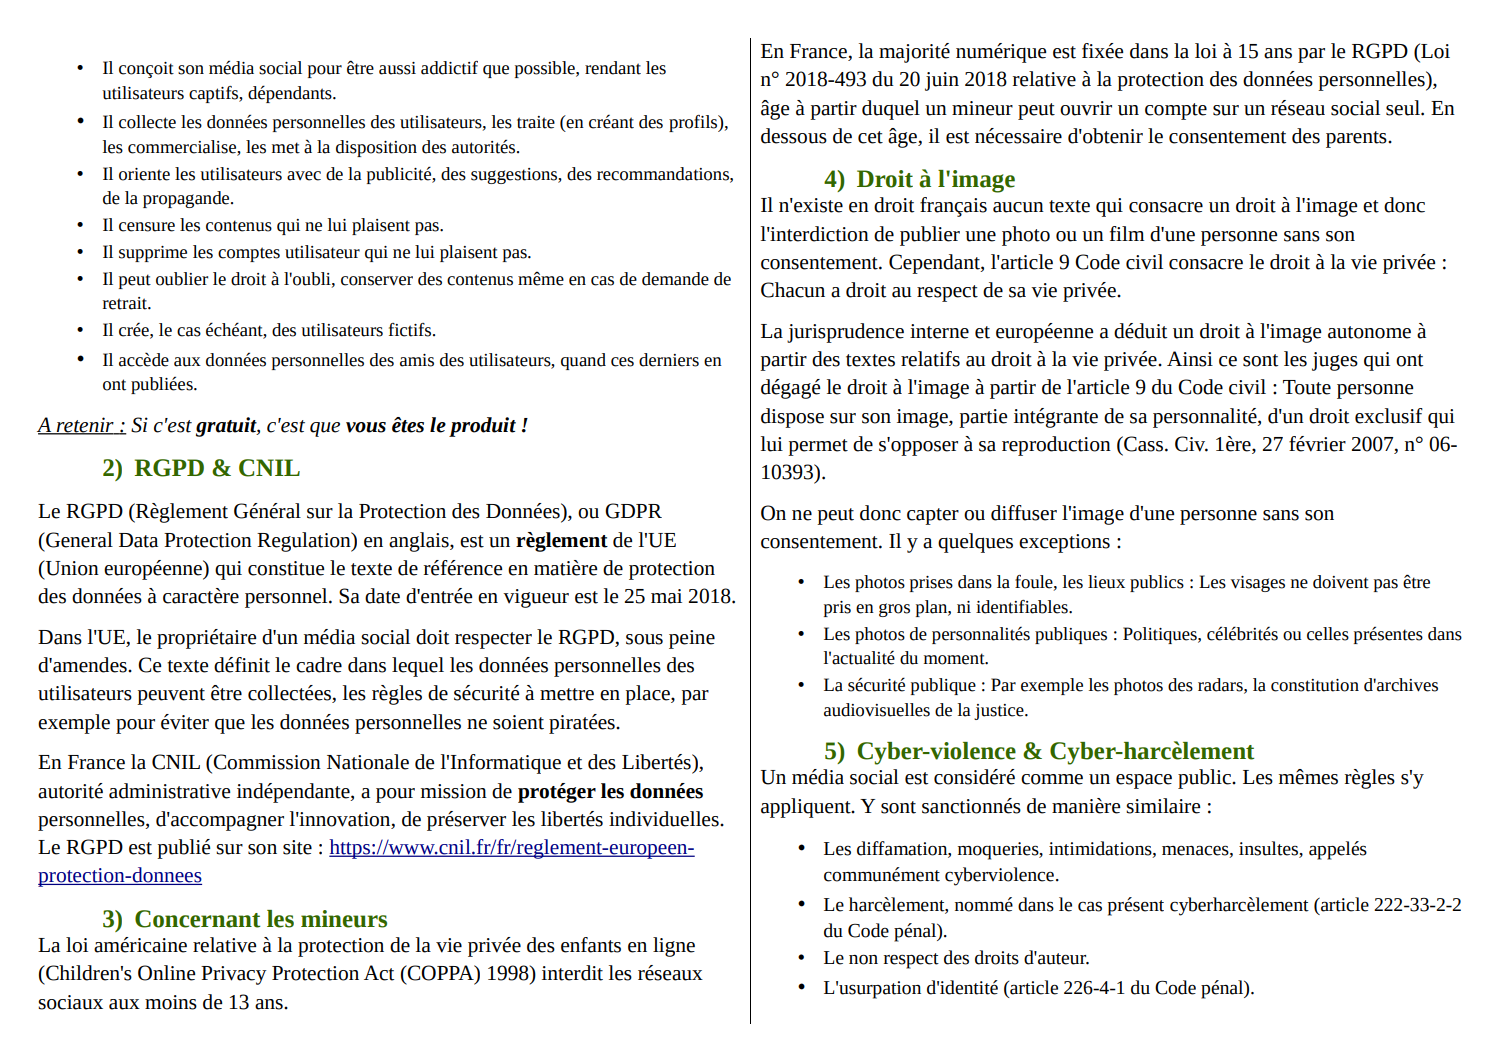 • Il conçoit son média social pour être aussi addictif que possible, rendant les
utilisateurs captifs, dépendants.
• Il collecte les données personnelles des utilisateurs, les traite (en créant des profils),
les commercialise, les met à la disposition des autorités.
• Il oriente les utilisateurs avec de la publicité, des suggestions, des recommandations,
de la propagande.
• Il censure les contenus qui ne lui plaisent pas.
• Il supprime les comptes utilisateur qui ne lui plaisent pas.
• Il peut oublier le droit à l'oubli, conserver des contenus même en cas de demande de
retrait.
• Il crée, le cas échéant, des utilisateurs fictifs.
• Il accède aux données personnelles des amis des utilisateurs, quand ces derniers en
ont publiées.
A retenir : Si c'est gratuit, c'est que vous êtes le produit !
2) RGPD & CNIL
Le RGPD (Règlement Général sur la Protection des Données), ou GDPR
(General Data Protection Regulation) en anglais, est un règlement de l'UE
(Union européenne) qui constitue le texte de référence en matière de protection
des données à caractère personnel. Sa date d'entrée en vigueur est le 25 mai 2018.
Dans l'UE, le propriétaire d'un média social doit respecter le RGPD, sous peine
d'amendes. Ce texte définit le cadre dans lequel les données personnelles des
utilisateurs peuvent être collectées, les règles de sécurité à mettre en place, par
exemple pour éviter que les données personnelles ne soient piratées.
En France la CNIL (Commission Nationale de l'Informatique et des Libertés),
autorité administrative indépendante, a pour mission de protéger les données
personnelles, d'accompagner l'innovation, de préserver les libertés individuelles.
Le RGPD est publié sur son site : https://www.cnil.fr/fr/reglement-europeen-
protection-donnees
3) Concernant les mineurs
La loi américaine relative à la protection de la vie privée des enfants en ligne
(Children's Online Privacy Protection Act (COPPA) 1998) interdit les réseaux
sociaux aux moins de 13 ans.
En France, la majorité numérique est fixée dans la loi à 15 ans par le RGPD (Loi
n° 2018-493 du 20 juin 2018 relative à la protection des données personnelles),
âge à partir duquel un mineur peut ouvrir un compte sur un réseau social seul. En
dessous de cet âge, il est nécessaire d'obtenir le consentement des parents.
4) Droit à l'image
Il n'existe en droit français aucun texte qui consacre un droit à l'image et donc
l'interdiction de publier une photo ou un film d'une personne sans son
consentement. Cependant, l'article 9 Code civil consacre le droit à la vie privée :
Chacun a droit au respect de sa vie privée.
La jurisprudence interne et européenne a déduit un droit à l'image autonome à
partir des textes relatifs au droit à la vie privée. Ainsi ce sont les juges qui ont
dégagé le droit à l'image à partir de l'article 9 du Code civil : Toute personne
dispose sur son image, partie intégrante de sa personnalité, d'un droit exclusif qui
lui permet de s'opposer à sa reproduction (Cass. Civ. 1ère, 27 février 2007, n° 06-
10393).
On ne peut donc capter ou diffuser l'image d'une personne sans son
consentement. Il y a quelques exceptions :
• Les photos prises dans la foule, les lieux publics : Les visages ne doivent pas être
pris en gros plan, ni identifiables.
• Les photos de personnalités publiques : Politiques, célébrités ou celles présentes dans
l'actualité du moment.
• La sécurité publique : Par exemple les photos des radars, la constitution d'archives
audiovisuelles de la justice.
5) Cyber-violence & Cyber-harcèlement
Un média social est considéré comme un espace public. Les mêmes règles s'y
appliquent. Y sont sanctionnés de manière similaire :
• Les diffamation, moqueries, intimidations, menaces, insultes, appelés
communément cyberviolence.
• Le harcèlement, nommé dans le cas présent cyberharcèlement (article 222-33-2-2
du Code pénal).
• Le non respect des droits d'auteur.
• L'usurpation d'identité (article 226-4-1 du Code pénal).